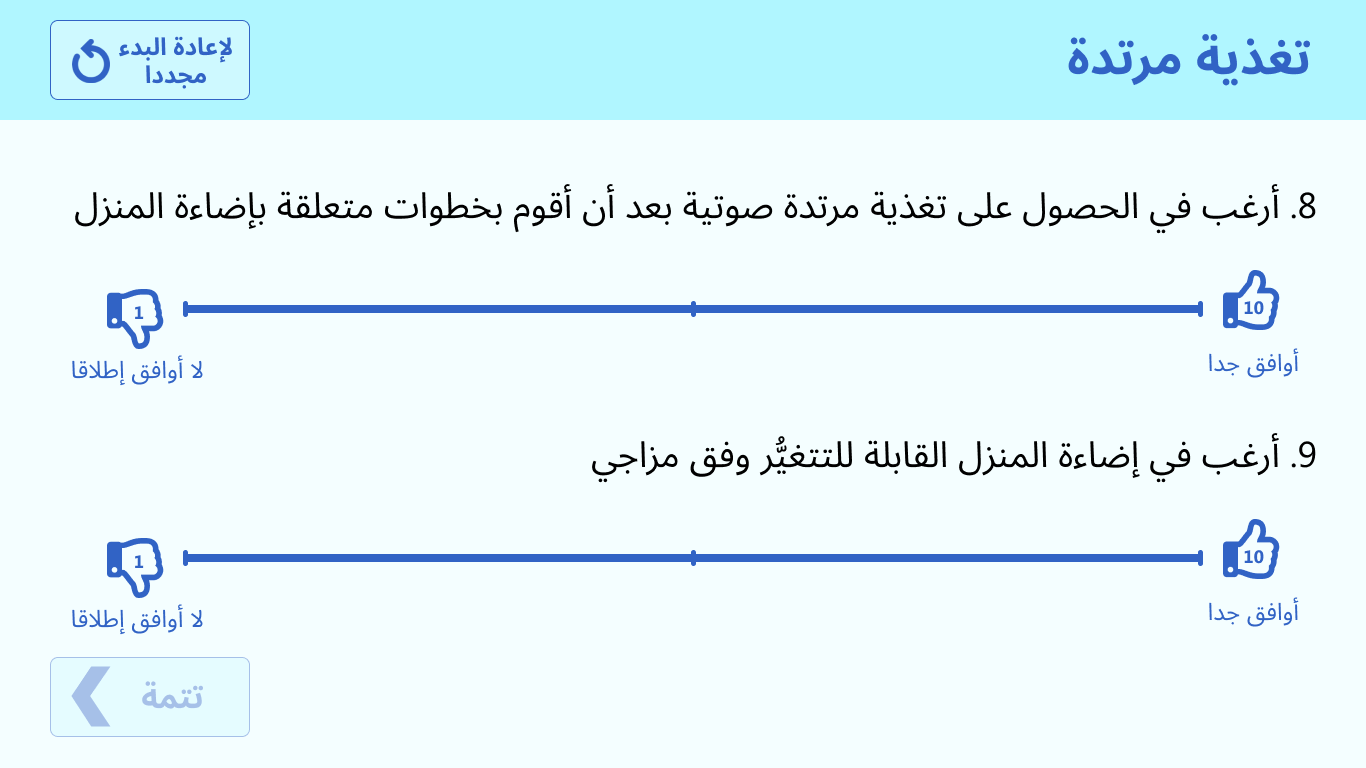 تغذية مرتدة
لإعادة البدء
مجددا
8. أرغب في الحصول على تغذية مرتدة صوتية بعد أن أقوم بخطوات متعلقة بإضاءة المنزل
10
1
أوافق جدا
لا أوافق إطلاقا
9. أرغب في إضاءة المنزل القابلة للتتغيُّر وفق مزاجي
10
1
أوافق جدا
لا أوافق إطلاقا
تتمة